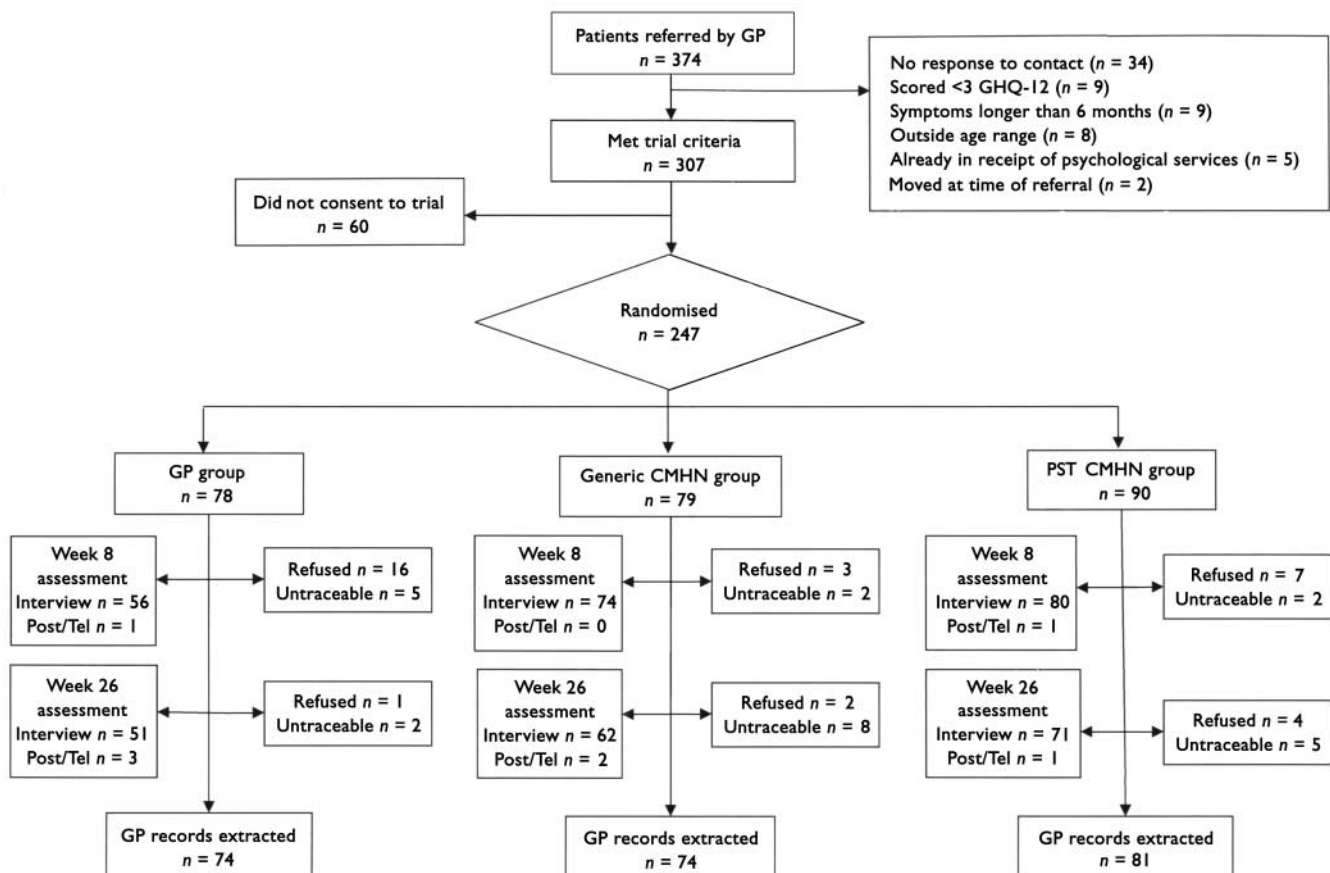 Patients referred by GP
n = 374
No response to contact (n = 34)
Scored <3 GHQ-12 (n = 9)
Symptoms longer than 6 months (n = 9)
Outside age range (n = 8)
Already in receipt of psychological services (n = 5)
Moved at time of referral (n = 2)
Met trial criteria
n = 307
Did not consent to trial
n = 60
Randomised
n = 247
GP group
n = 78
Generic CMHN group
n = 79
PST CMHN group
n = 90
Week 8
assessment
Interview n = 56
Post/Tel n = 1
Refused n = 16
Untraceable n = 5
Week 8
assessment
Interview n = 74
Post/Tel n = 0
Refused n = 3
Untraceable n = 2
Week 8
assessment
Interview n = 80
Post/Tel n = 1
Refused n = 7
Untraceable n = 2
Week 26
assessment
Interview n = 51
Post/Tel n = 3
Refused n = 1
Untraceable n = 2
Week 26
assessment
Interview n = 62
Post/Tel n = 2
Refused n = 2
Untraceable n = 8
Week 26
assessment
Interview n = 71
Post/Tel n = 1
Refused n = 4
Untraceable n = 5
GP records extracted
n = 74
GP records extracted
n = 74
GP records extracted
n = 81